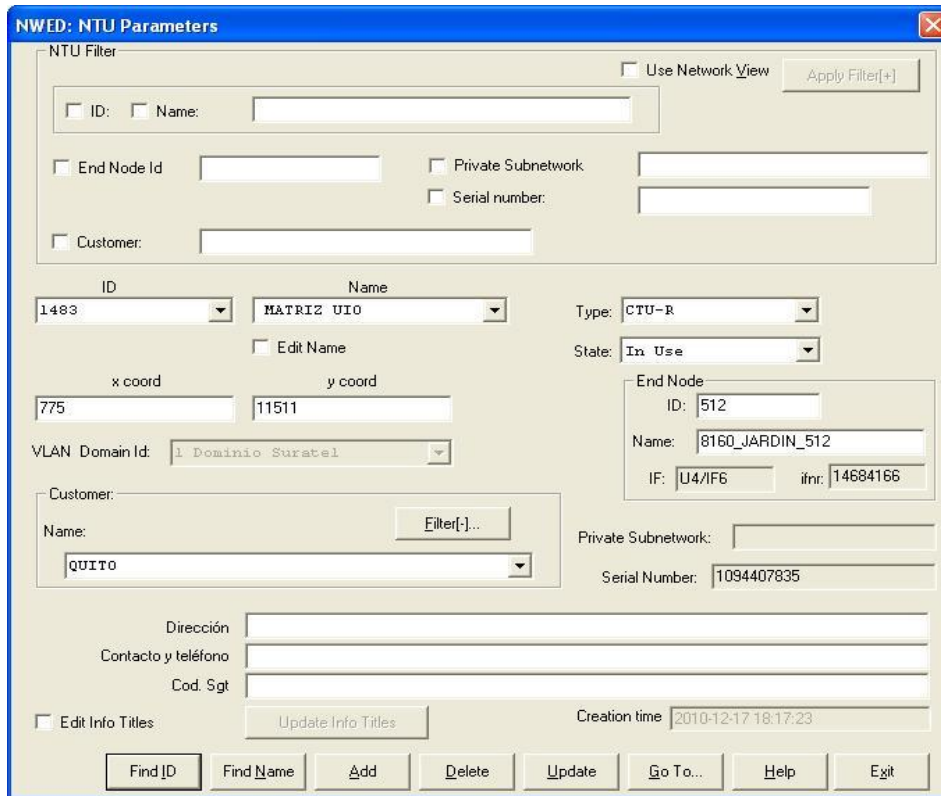 NWED: NTU Parameters
NTU Filter
Use Network View
Apply Filter[+]
ID:
Name:
End Node Id
Private Subnetwork
Serial number:
Customer:
ID
Name
1483
MATRIZ UIO
Type:
CTU-R
Edit Name
State:
In Use
x coord
y coord
775
11511
End Node
ID:
512
Name:
8160_JARDIN_512
IF:
U4/IF6
ifnr:
14684166
VLAN Domain Id:
1 Dominio Suratel
Customer:
Name:
Filter[-]...
QUITO
Private Subnetwork:
Serial Number:
1094407835
Dirección
Contacto y teléfono
Cod. Sgt
Edit Info Titles
Update Info Titles
Creation time
2010-12-17 18:17:23
Find ID
Find Name
Add
Delete
Update
Go To...
Help
Exit